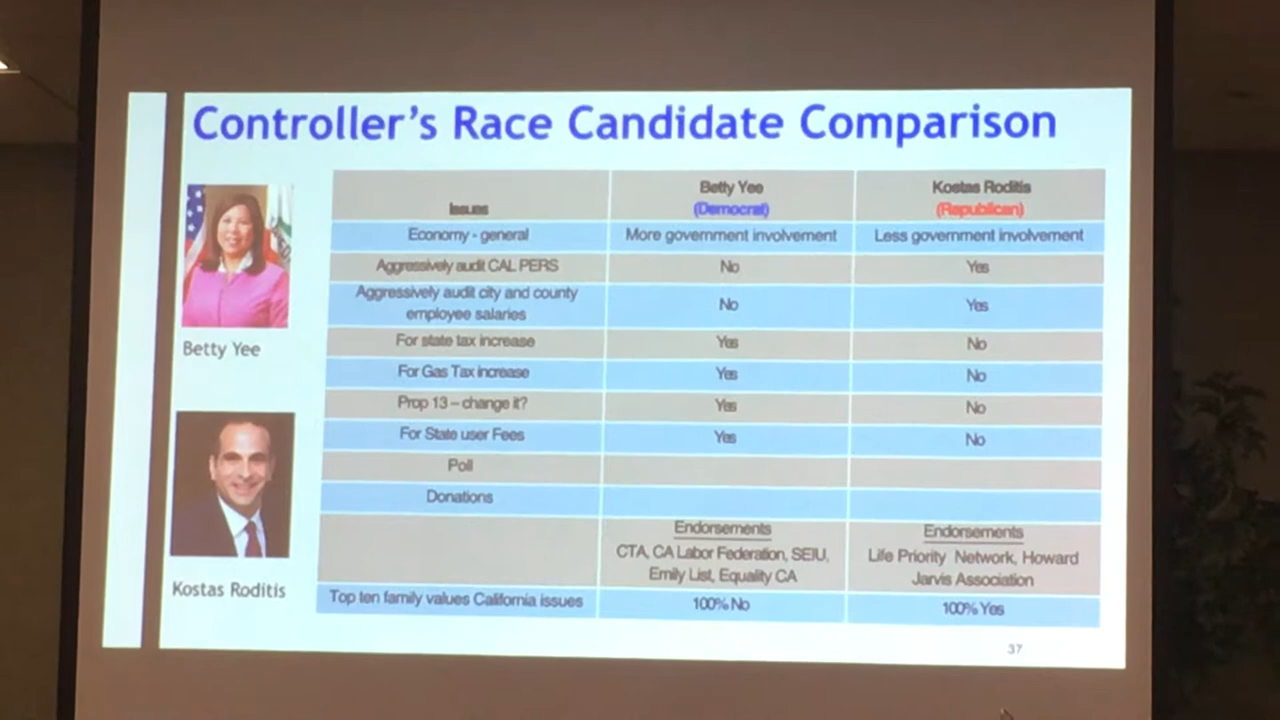 Controller's Race Candidate Comparison
Issues
Betty Yee
(Democrat)
Kostas Roditis
(Republican)
Economy - general
More government involvement
Less government involvement
Aggressively audit CAL PERS
No
Yes
Aggressively audit city and county
employee salaries
No
Yes
For state tax increase
Yes
No
For Gas Tax increase
Yes
No
Prop 13 – change it?
Yes
No
For State user Fees
Yes
No
Poll
Donations
Endorsements
CTA, CA Labor Federation, SEIU,
Emily List, Equality CA
Endorsements
Life Priority Network, Howard
Jarvis Association
Top ten family values California issues
100% No
100% Yes
Betty Yee
Kostas Roditis
37